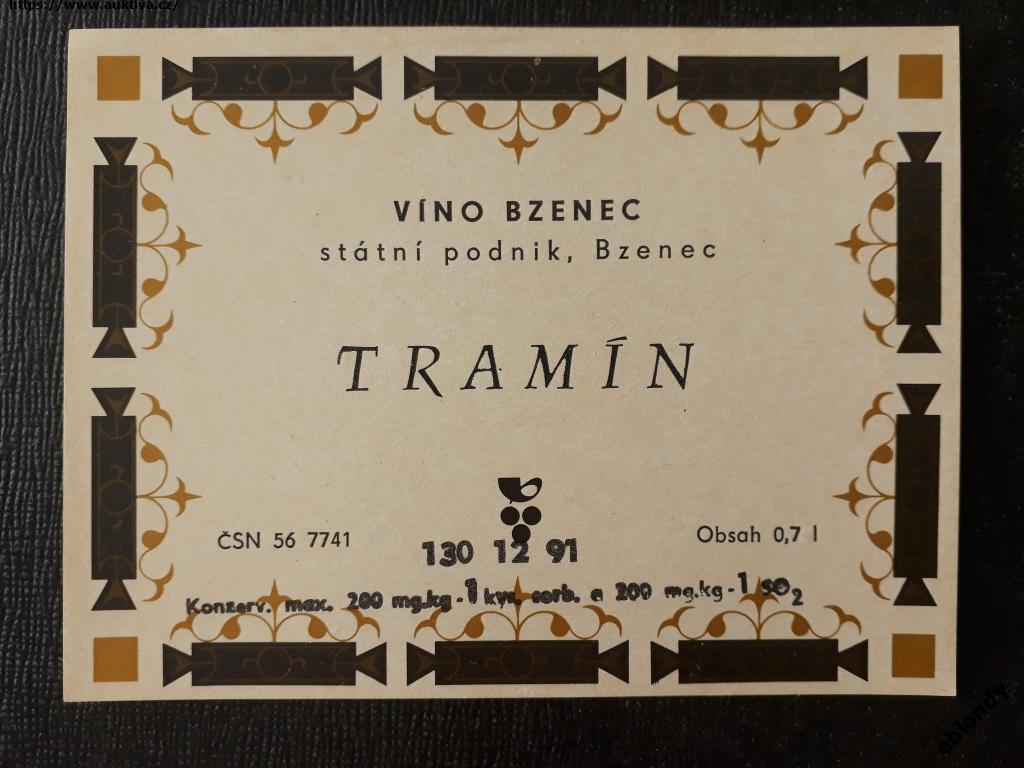 https://www.auktiva.cz/
VÍNO BZENEC
státní podnik, Bzenec
TRAMÍN
ČSN 56 7741
130 12 91
Obsah 0,7 l
Konzerv. max. 200 mg.kg-1 kys. sorb. a 200 mg.kg-1 SO2
eblondy